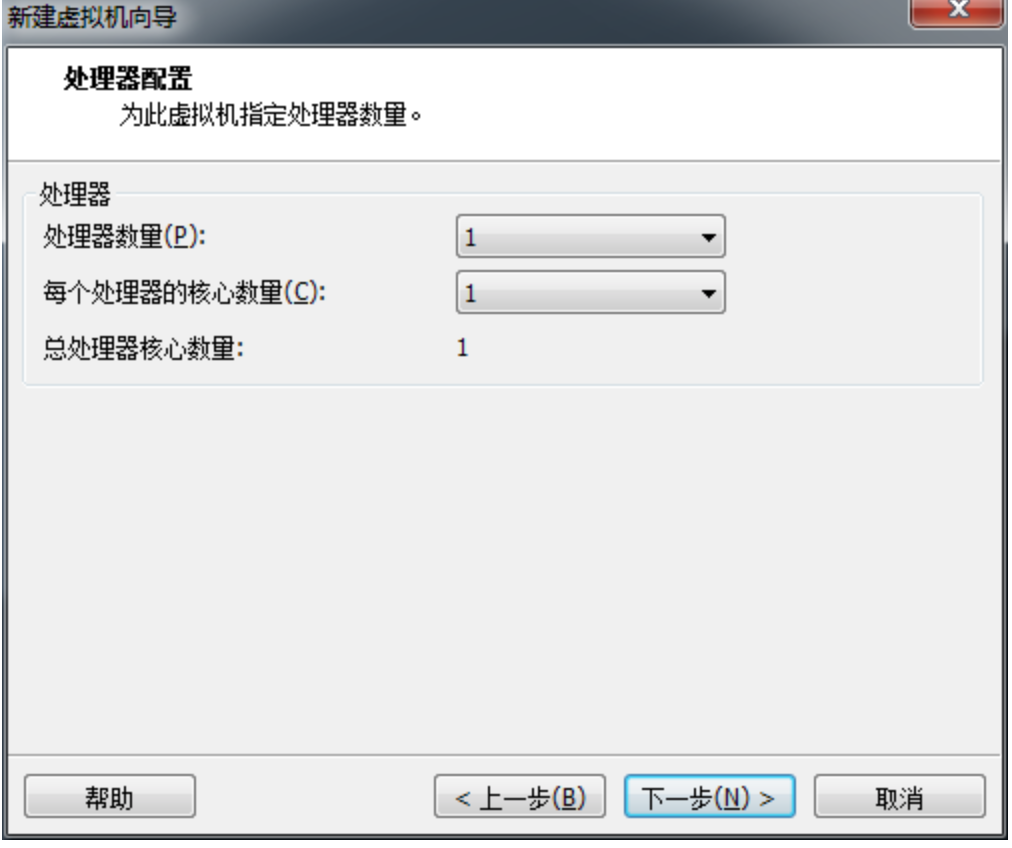 新建虚拟机向导
处理器配置
为此虚拟机指定处理器数量。
处理器
处理器数量(P): 1
每个处理器的核心数量(C): 1
总处理器核心数量: 1
帮助 < 上一步(B) 下一步(N) > 取消